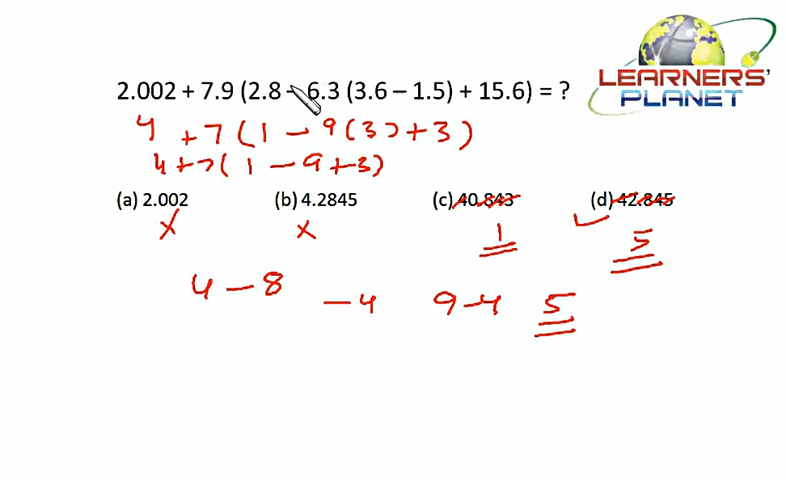 LEARNERS'
PLANET
2.002 + 7.9 (2.8 – 6.3 (3.6 – 1.5) + 15.6) = ?
4 + 7 ( 1 – 9 ( 3 ) + 3 )
4 + 7 ( 1 – 9 + 3 )
(a) 2.002 (b) 4.2845 (c) 40.843 (d) 42.845
1 5
4 – 8
– 4 9 – 4 5